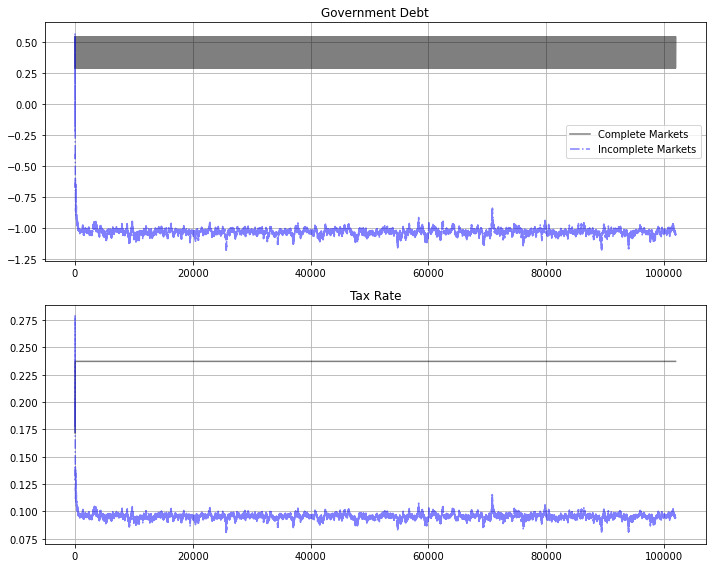 Government Debt
0.50
0.25
0.00
−0.25
−0.50
−0.75
−1.00
−1.25
Complete Markets
Incomplete Markets
0 20000 40000 60000 80000 100000
Tax Rate
0.275
0.250
0.225
0.200
0.175
0.150
0.125
0.100
0.075
0 20000 40000 60000 80000 100000